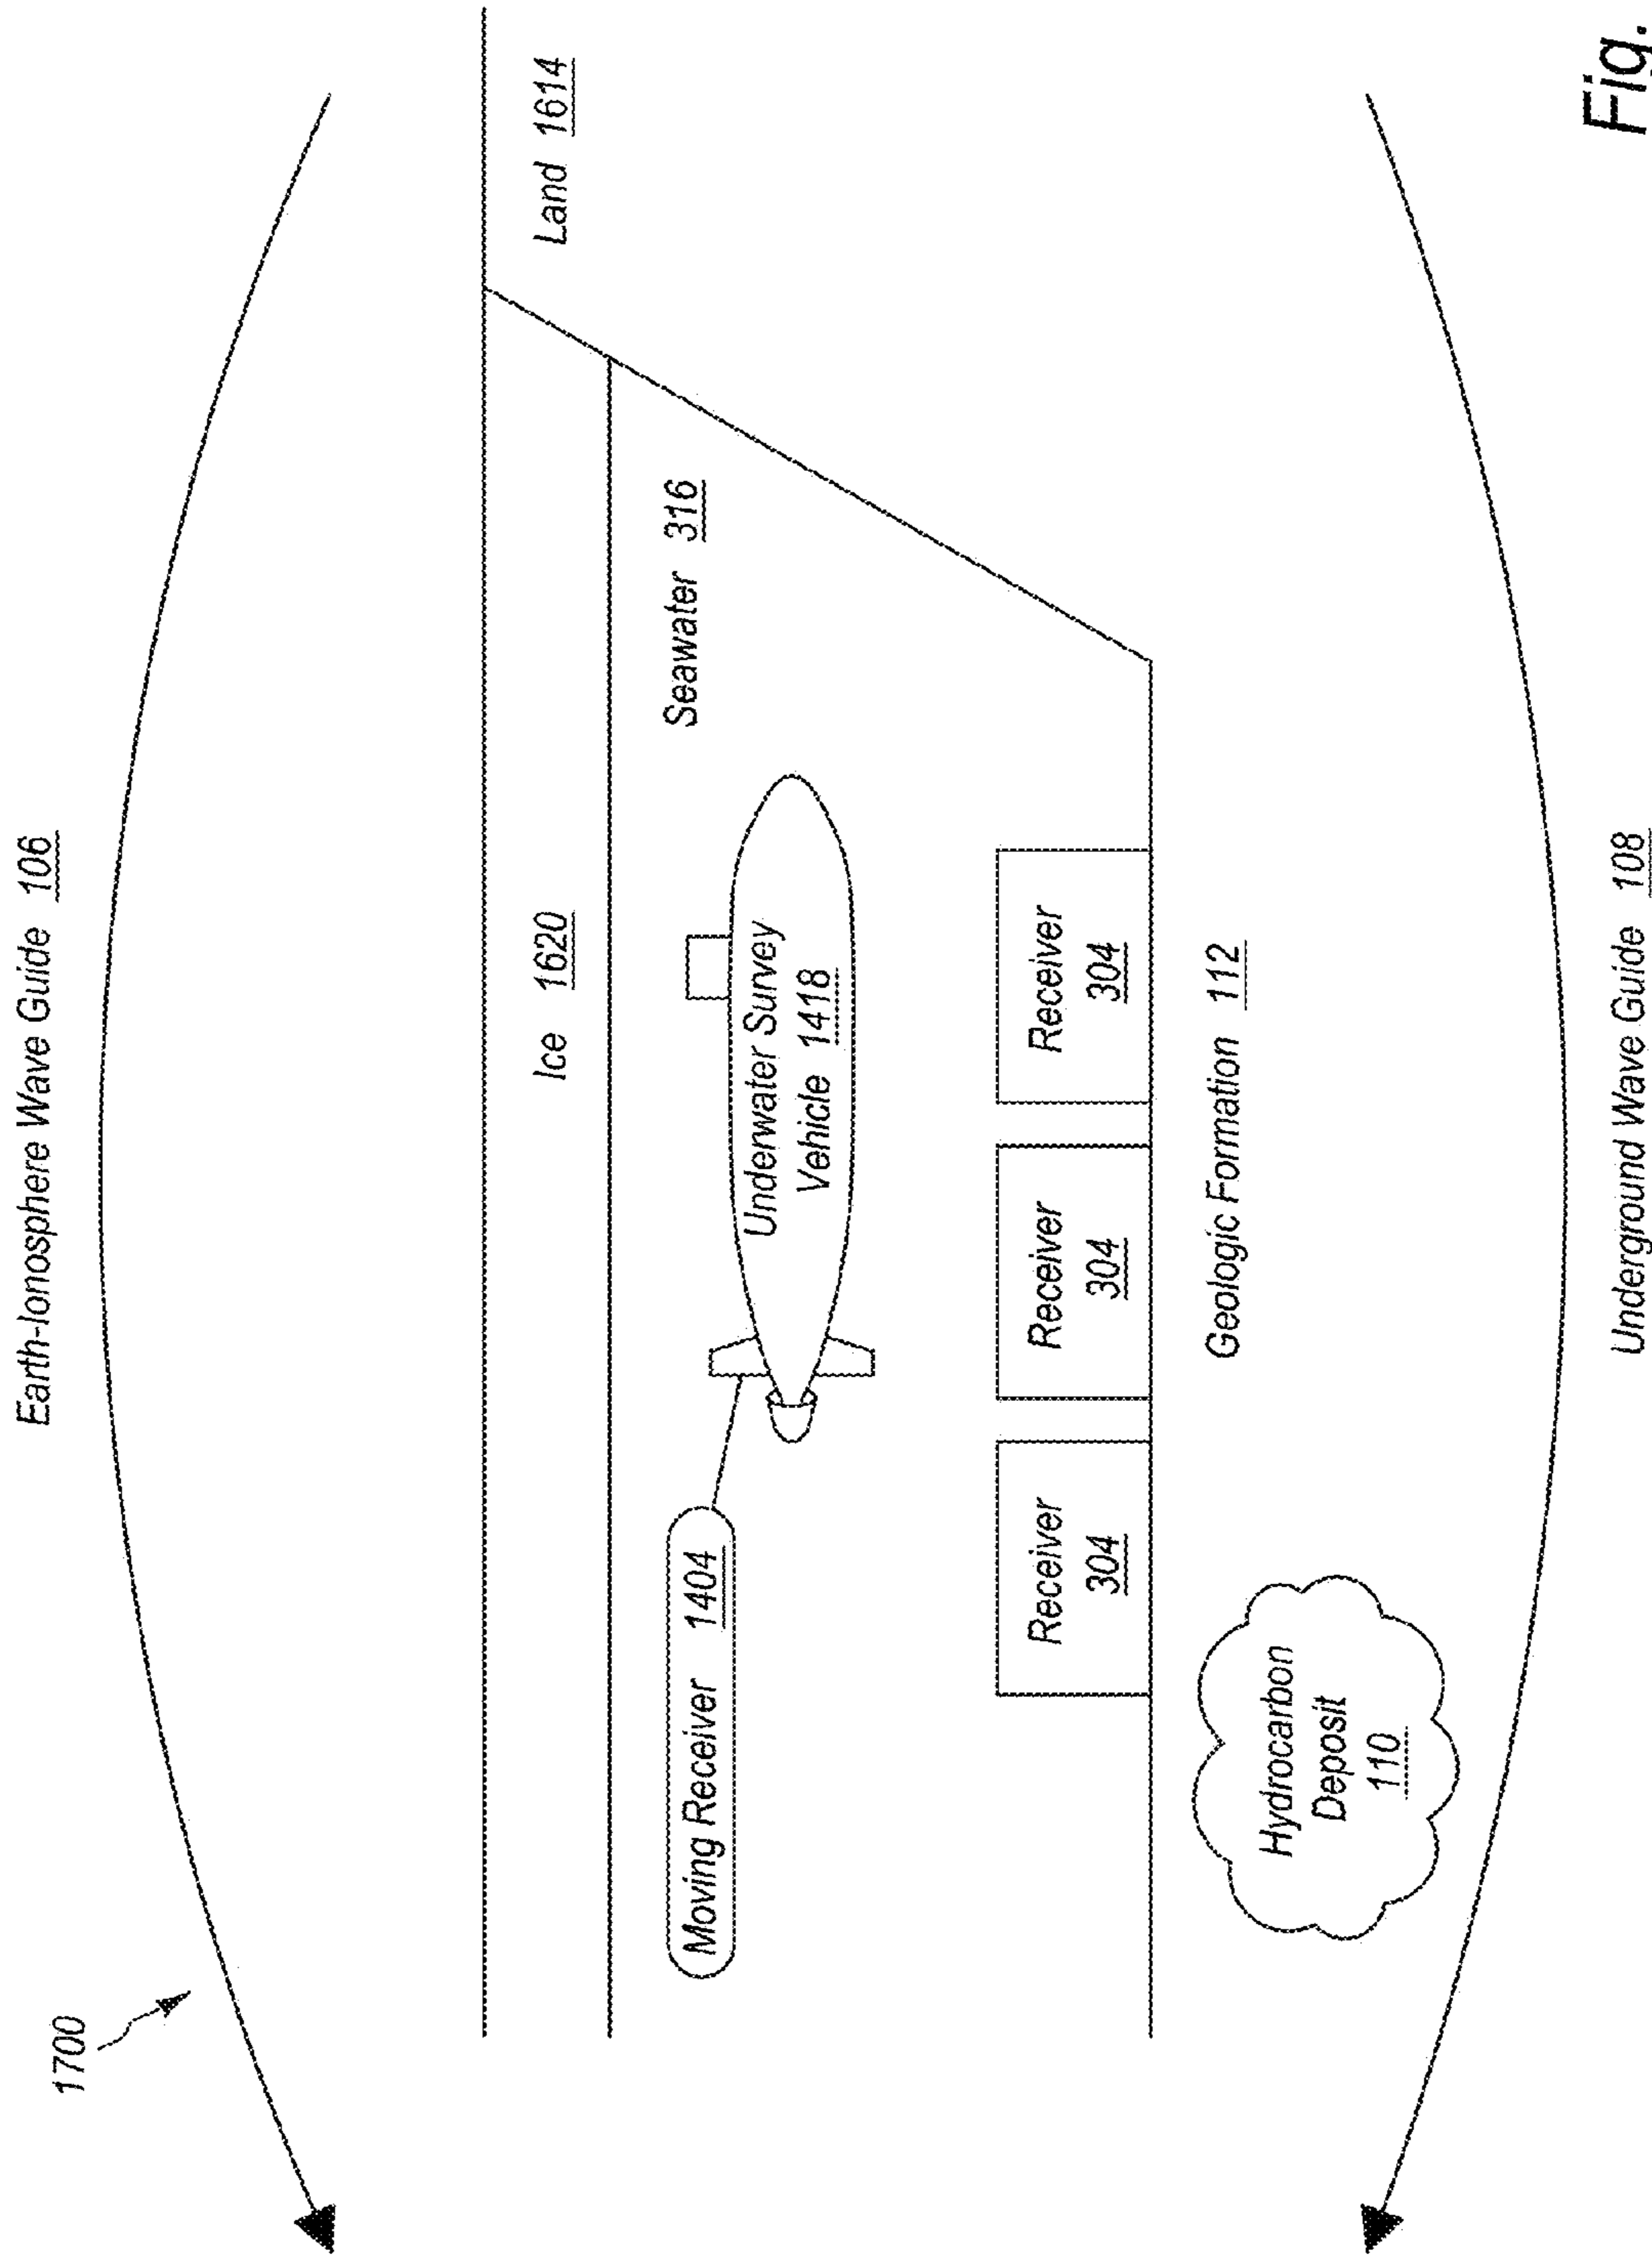 1700
Earth-Ionosphere Wave Guide 106
Ice 1620
Land 1614
Seawater 316
Moving Receiver 1404
Underwater Survey
Vehicle 1418
Receiver
304
Receiver
304
Receiver
304
Geologic Formation 112
Hydrocarbon
Deposit
110
Underground Wave Guide 108
Fig.